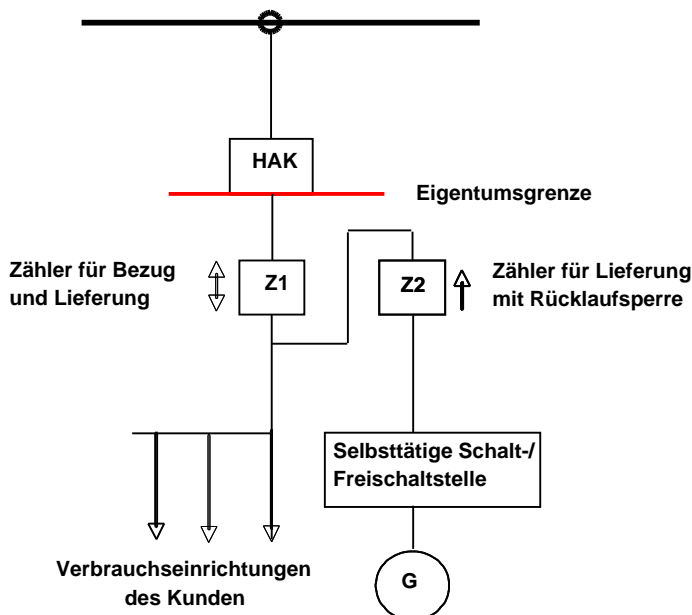 HAK
Eigentumsgrenze
Zähler für Bezug
und Lieferung
Z1
Z2
Zähler für Lieferung
mit Rücklaufsperre
Selbsttätige Schalt-/
Freischaltstelle
Verbrauchseinrichtungen
des Kunden
G